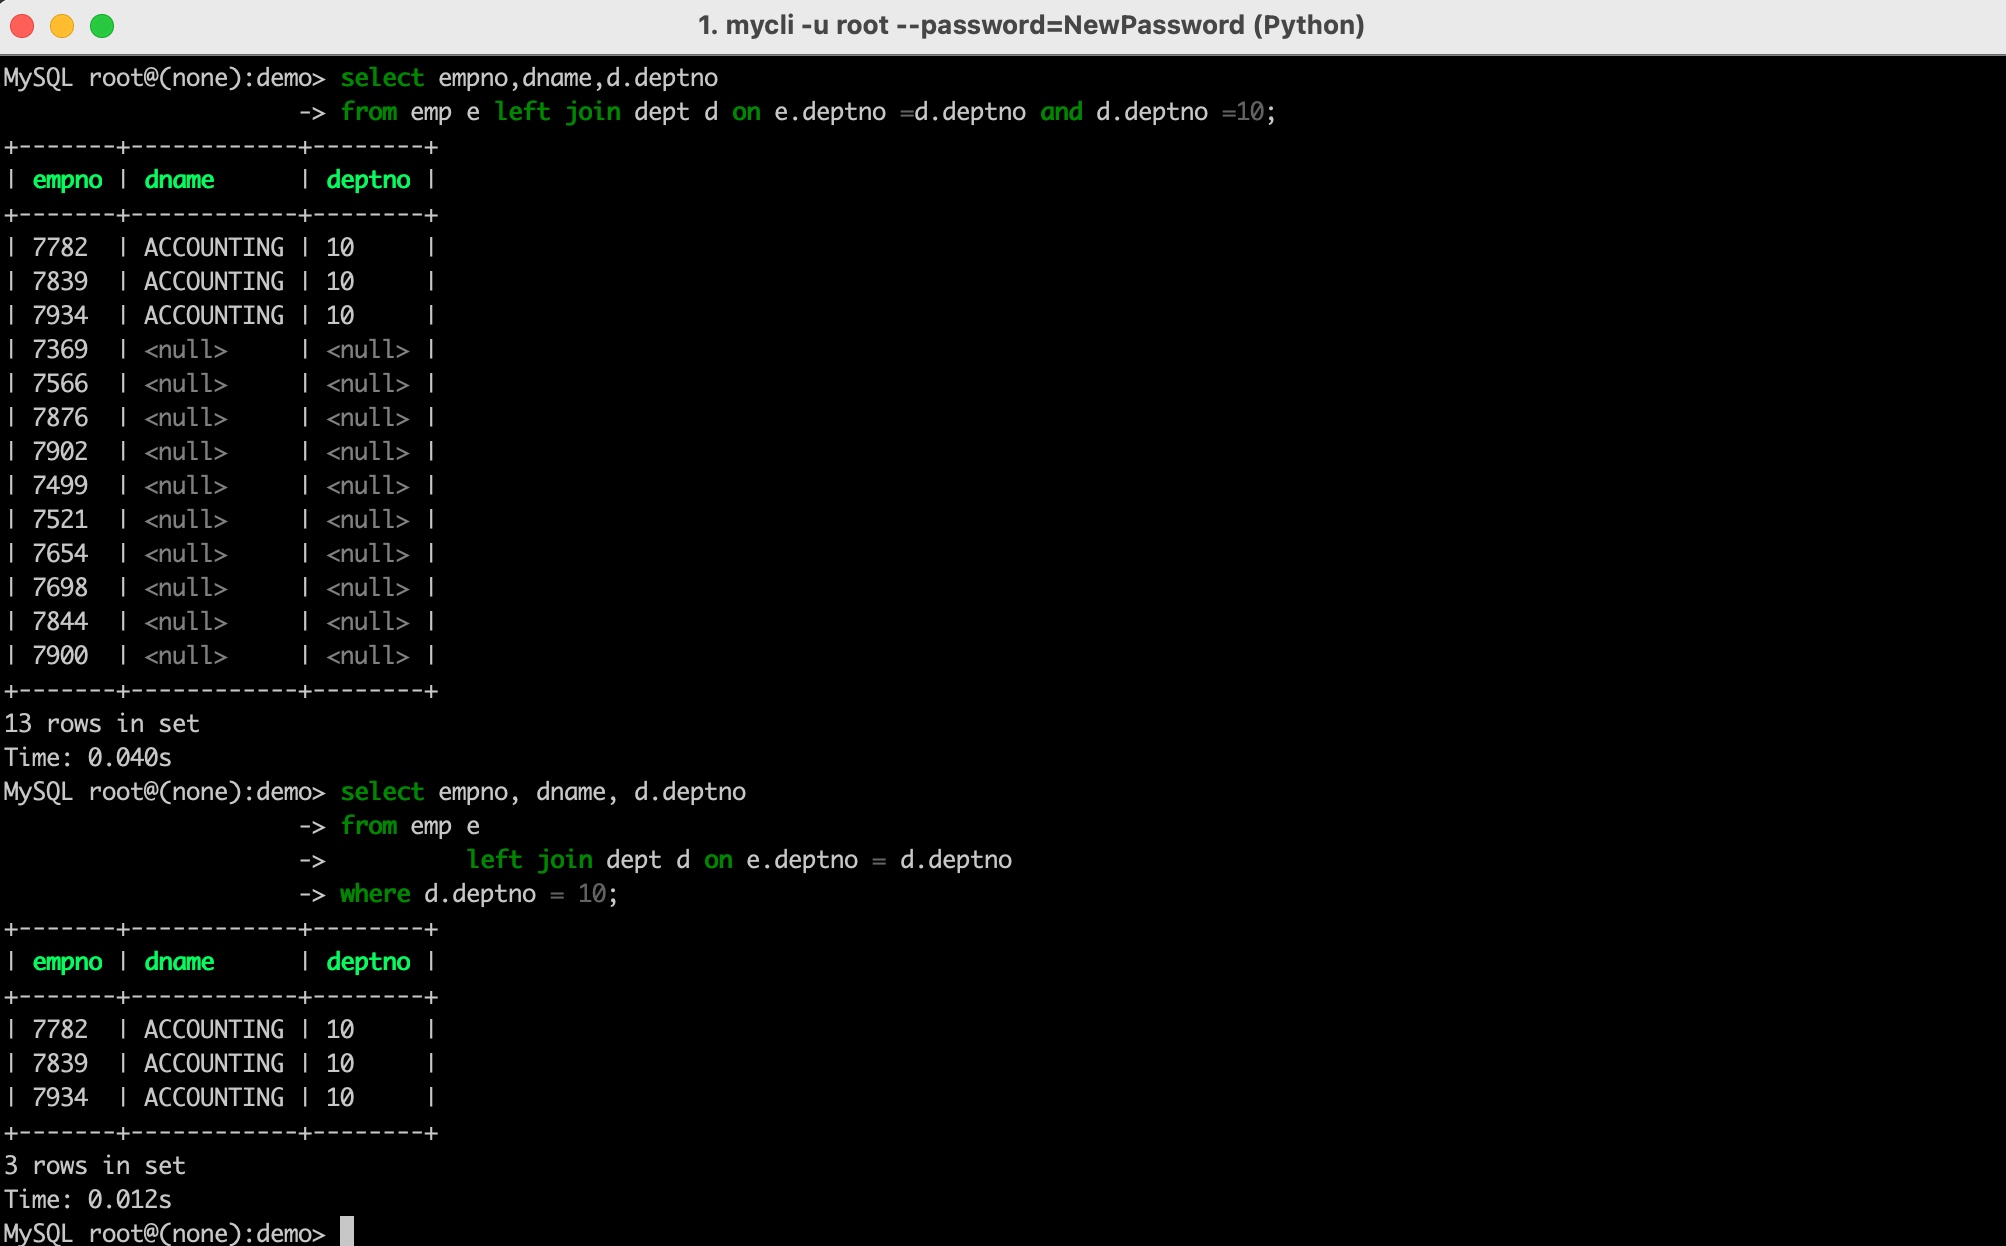 1. mycli -u root --password=NewPassword (Python)
MySQL root@(none):demo> select empno,dname,d.deptno
-> from emp e left join dept d on e.deptno =d.deptno and d.deptno =10;
+-------+------------+--------+
| empno | dname      | deptno |
+-------+------------+--------+
| 7782  | ACCOUNTING | 10     |
| 7839  | ACCOUNTING | 10     |
| 7934  | ACCOUNTING | 10     |
| 7369  | <null>     | <null> |
| 7566  | <null>     | <null> |
| 7876  | <null>     | <null> |
| 7902  | <null>     | <null> |
| 7499  | <null>     | <null> |
| 7521  | <null>     | <null> |
| 7654  | <null>     | <null> |
| 7698  | <null>     | <null> |
| 7844  | <null>     | <null> |
| 7900  | <null>     | <null> |
+-------+------------+--------+
13 rows in set
Time: 0.040s
MySQL root@(none):demo> select empno, dname, d.deptno
-> from emp e
->          left join dept d on e.deptno = d.deptno
-> where d.deptno = 10;
+-------+------------+--------+
| empno | dname      | deptno |
+-------+------------+--------+
| 7782  | ACCOUNTING | 10     |
| 7839  | ACCOUNTING | 10     |
| 7934  | ACCOUNTING | 10     |
+-------+------------+--------+
3 rows in set
Time: 0.012s
MySQL root@(none):demo>